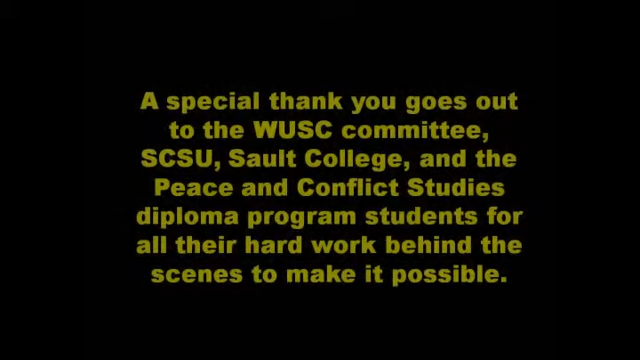 A special thank you goes out
to the WUSC committee,
SCSU, Sault College, and the
Peace and Conflict Studies
diploma program students for
all their hard work behind the
scenes to make it possible.